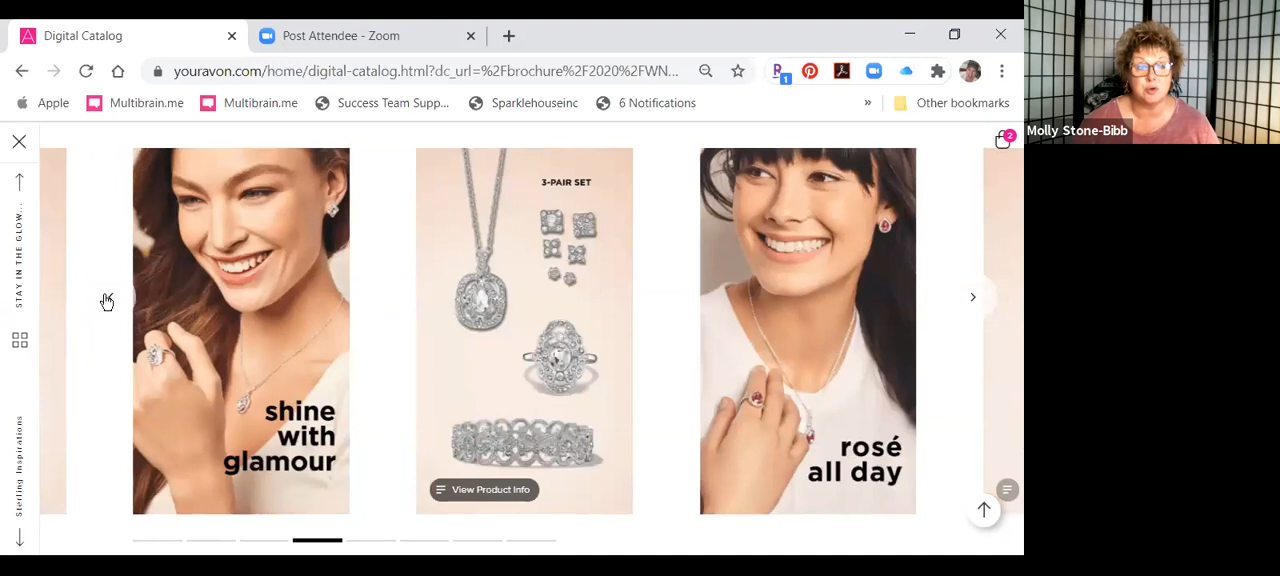 Digital Catalog
Post Attendee - Zoom
youravon.com/home/digital-catalog.html?dc_url=%2Fbrochure%2F2020%2FWN...
1
Apple
Multibrain.me
Multibrain.me
Success Team Supp...
Sparklehouseinc
6 Notifications
»
Other bookmarks
Molly Stone-Bibb
2
STAY IN THE GLOW...
Sterling Inspirations
shine
with
glamour
3-PAIR SET
View Product Info
rosé
all day